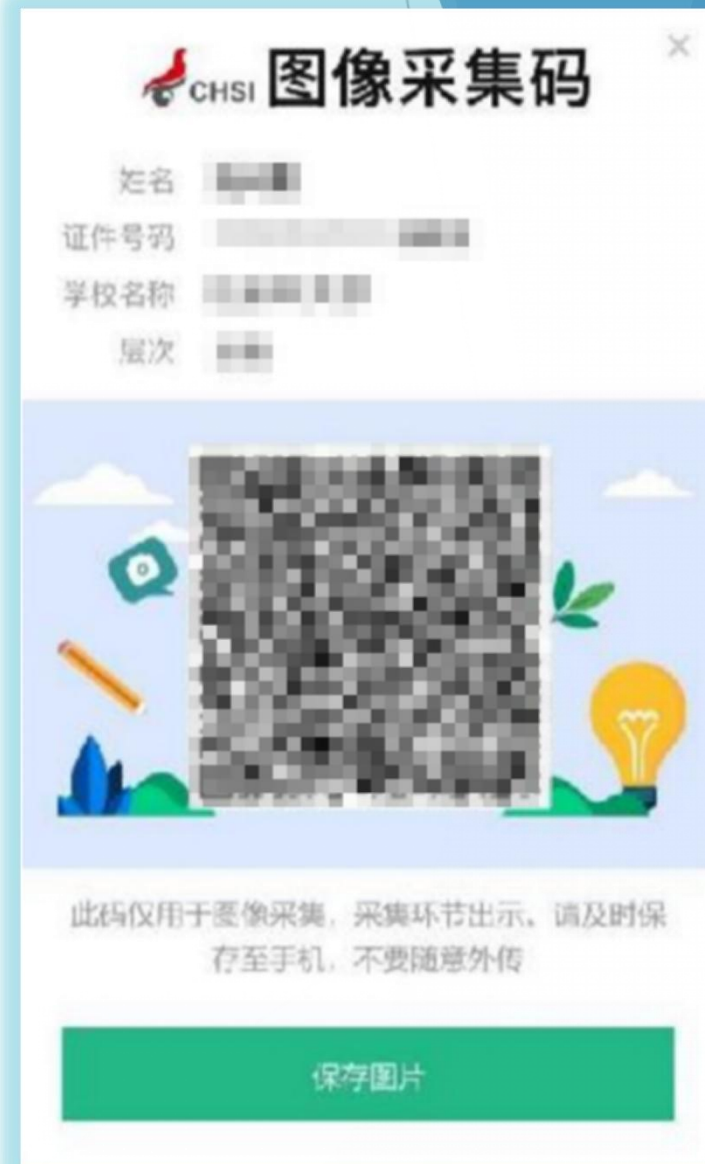 CHSI 图像采集码
姓名
证件号码
学校名称
层次
此码仅用于图像采集，采集环节出示。请及时保
存至手机，不要随意外传
保存图片